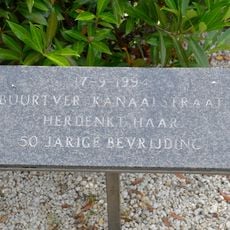 17-9-1994
BUURTVER. KANAALSTRAAT
HERDENKT HAAR
50 JARIGE BEVRIJDING